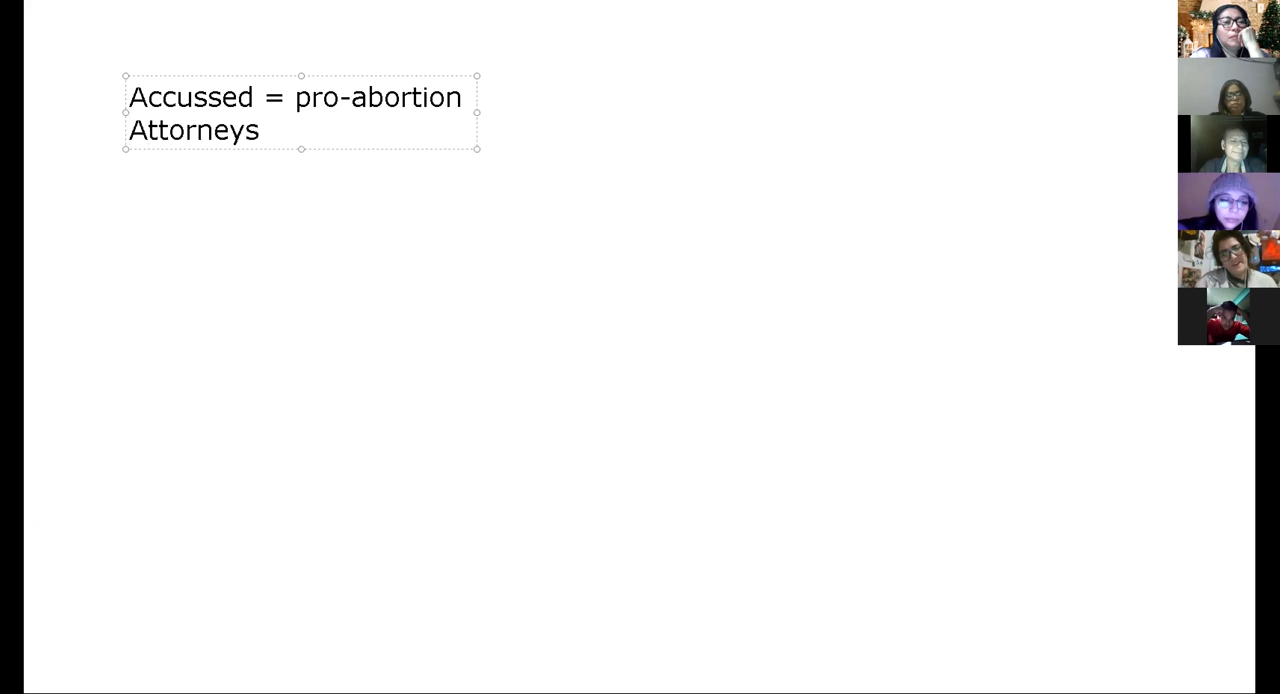 Accussed = pro-abortion
Attorneys